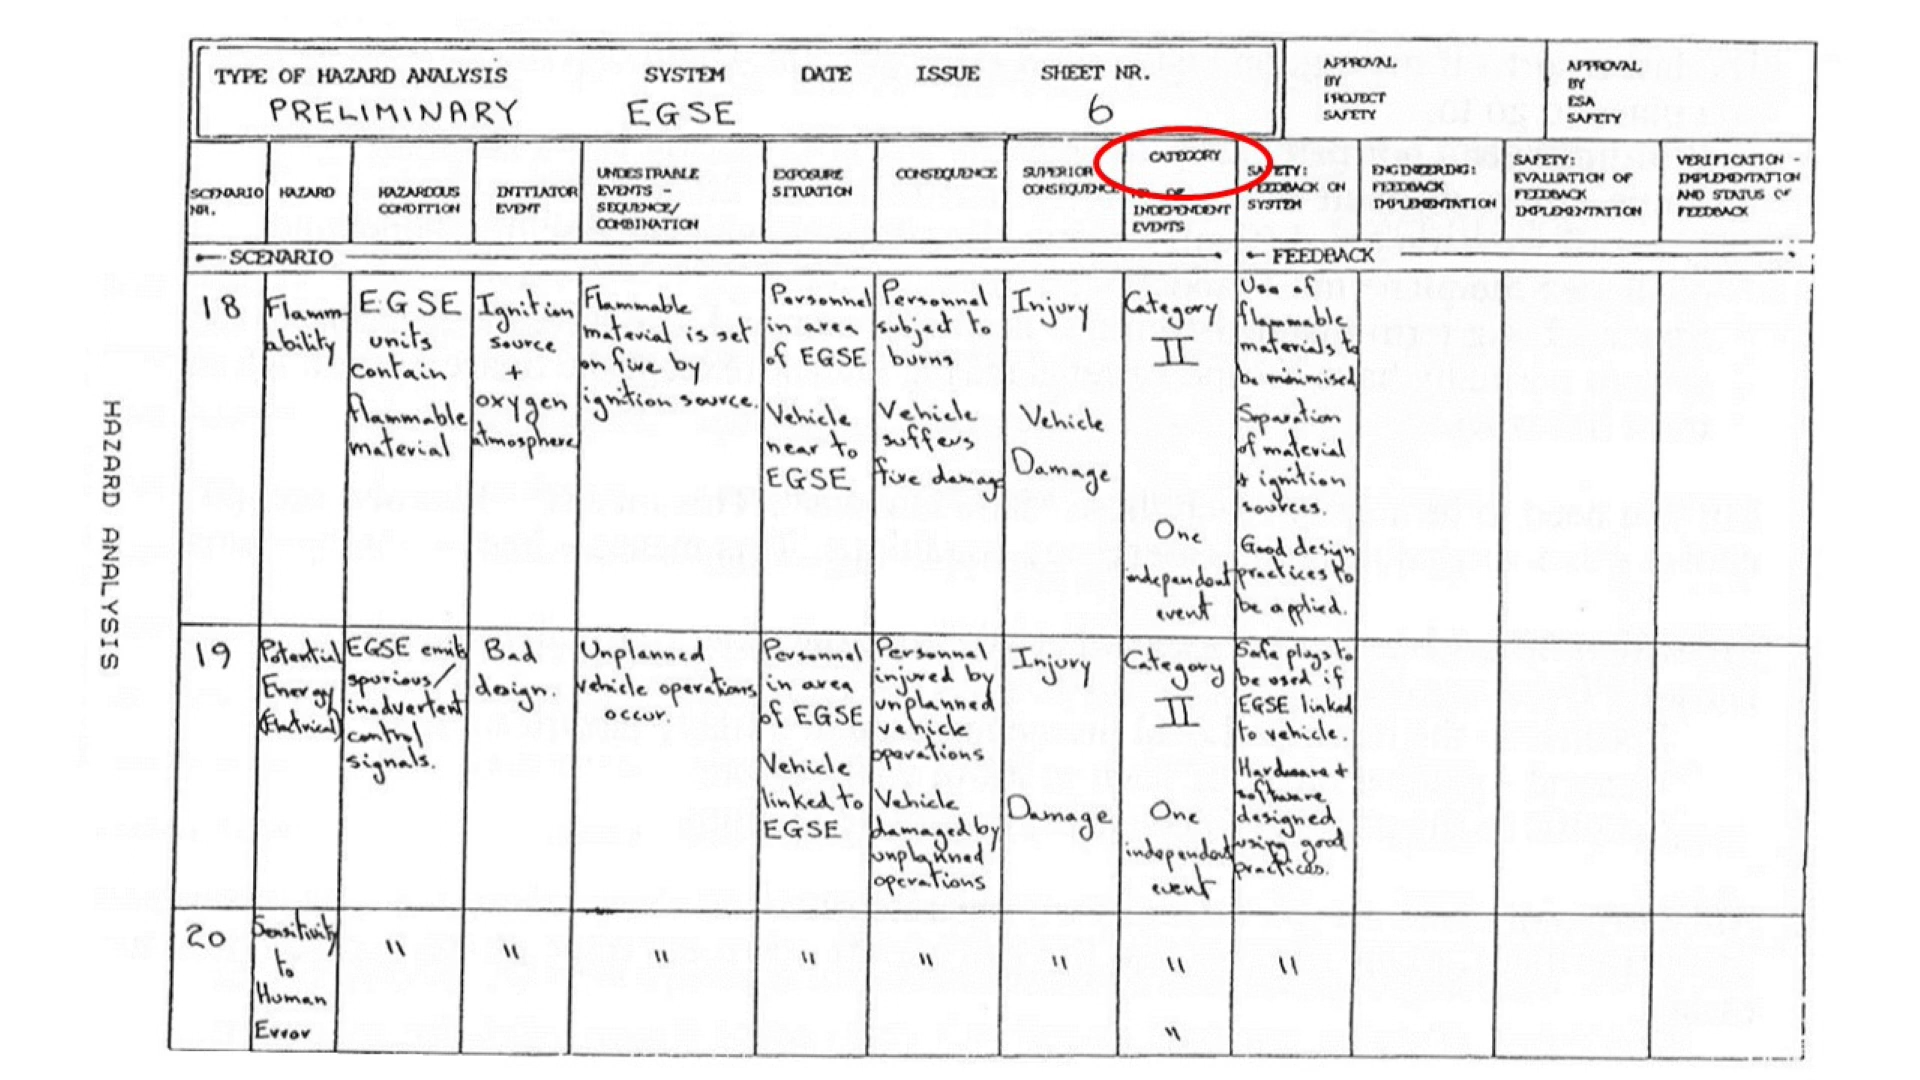 TYPE OF HAZARD ANALYSIS
PRELIMINARY
SYSTEM
EGSE
DATE
ISSUE
SHEET NR.
6
APPROVAL
BY
PROJECT
SAFETY
APPROVAL
BY
ESA
SAFETY
SCENARIO
NR.
HAZARD
HAZARDOUS
CONDITION
INITIATOR
EVENT
UNDESIRABLE
EVENTS -
SEQUENCE/
COMBINATION
EXPOSURE
SITUATION
CONSEQUENCE
SUPERIOR
CONSEQUENCE
CATEGORY
NR. OF
INDEPENDENT
EVENTS
SAFETY:
FEEDBACK ON
SYSTEM
ENGINEERING:
FEEDBACK
IMPLEMENTATION
SAFETY:
EVALUATION OF
FEEDBACK
IMPLEMENTATION
VERIFICATION -
IMPLEMENTATION
AND STATUS OF
FEEDBACK
SCENARIO
FEEDBACK
18
Flamm-
ability
EGSE
units
contain
flammable
material
Ignition
source
+
oxygen
atmosphere
Flammable
material is set
on fire by
ignition source.
Personnel
in area
of EGSE
Vehicle
near to
EGSE
Personnel
subject to
burns
Vehicle
suffers
fire damage
Injury
Vehicle
Damage
Category
II
One
independent
event
Use of
flammable
materials to
be minimised
Separation
of material
& ignition
sources.
Good design
practices to
be applied.
19
Potential
Energy
(Electrical)
EGSE emits
spurious/
inadvertent
control
signals.
Bad
design.
Unplanned
vehicle operations
occur.
Personnel
in area
of EGSE
Vehicle
linked to
EGSE
Personnel
injured by
unplanned
vehicle
operations
Vehicle
damaged by
unplanned
operations
Injury
Damage
Category
II
One
independent
event
Safe plugs to
be used if
EGSE linked
to vehicle.
Hardware +
software
designed
using good
practices.
20
Sensitivity
to
Human
Error
"
"
"
"
"
"
"
"
"
HAZARD ANALYSIS